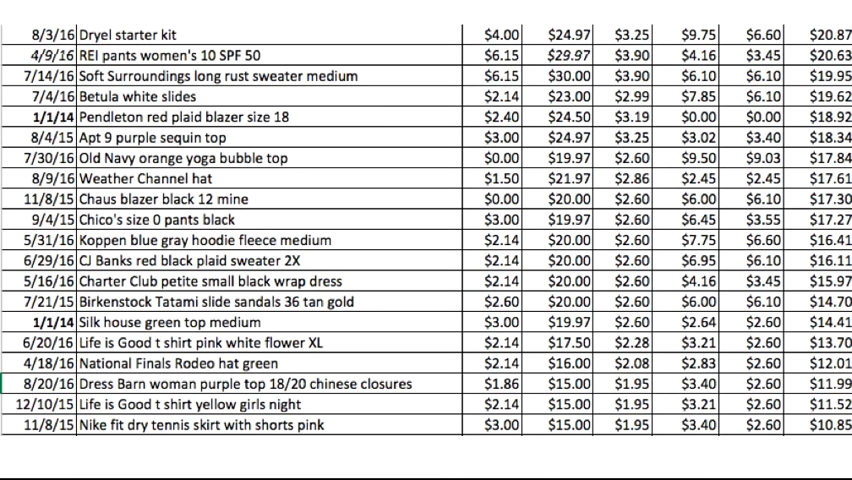 8/3/16 Dryel starter kit $4.00 $24.97 $3.25 $9.75 $6.60 $20.87
4/9/16 REI pants women's 10 SPF 50 $6.15 $29.97 $3.90 $4.16 $3.45 $20.63
7/14/16 Soft Surroundings long rust sweater medium $6.15 $30.00 $3.90 $6.10 $6.10 $19.95
7/4/16 Betula white slides $2.14 $23.00 $2.99 $7.85 $6.10 $19.62
1/1/14 Pendleton red plaid blazer size 18 $2.40 $24.50 $3.19 $0.00 $0.00 $18.92
8/4/15 Apt 9 purple sequin top $3.00 $24.97 $3.25 $3.02 $3.40 $18.34
7/30/16 Old Navy orange yoga bubble top $0.00 $19.97 $2.60 $9.50 $9.03 $17.84
8/9/16 Weather Channel hat $1.50 $21.97 $2.86 $2.45 $2.45 $17.61
11/8/15 Chaus blazer black 12 mine $0.00 $20.00 $2.60 $6.00 $6.10 $17.30
9/4/15 Chico's size 0 pants black $3.00 $19.97 $2.60 $6.45 $3.55 $17.27
5/31/16 Koppen blue gray hoodie fleece medium $2.14 $20.00 $2.60 $7.75 $6.60 $16.41
6/29/16 CJ Banks red black plaid sweater 2X $2.14 $20.00 $2.60 $6.95 $6.10 $16.11
5/16/16 Charter Club petite small black wrap dress $2.14 $20.00 $2.60 $4.16 $3.45 $15.97
7/21/15 Birkenstock Tatami slide sandals 36 tan gold $2.60 $20.00 $2.60 $6.00 $6.10 $14.70
1/1/14 Silk house green top medium $3.00 $19.97 $2.60 $2.64 $2.60 $14.41
6/20/16 Life is Good t shirt pink white flower XL $2.14 $17.50 $2.28 $3.21 $2.60 $13.70
4/18/16 National Finals Rodeo hat green $2.14 $16.00 $2.08 $2.83 $2.60 $12.01
8/20/16 Dress Barn woman purple top 18/20 chinese closures $1.86 $15.00 $1.95 $3.40 $2.60 $11.99
12/10/15 Life is Good t shirt yellow girls night $2.14 $15.00 $1.95 $3.21 $2.60 $11.52
11/8/15 Nike fit dry tennis skirt with shorts pink $3.00 $15.00 $1.95 $3.40 $2.60 $10.85